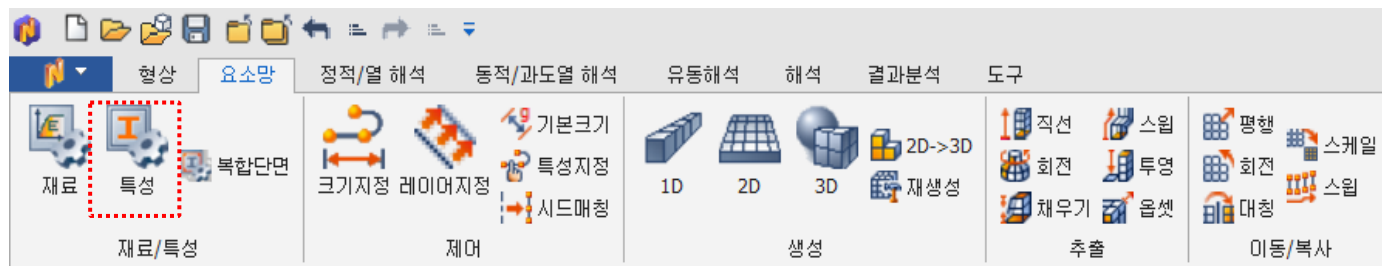 형상 요소망 정적/열 해석 동적/과도열 해석 유동해석 해석 결과분석 도구
재료 특성 복합단면
크기지정 레이어지정 기본크기
특성지정
시드매칭
1D 2D 3D 2D->3D
재생성
직선 스윕
회전 투영
채우기 옵셋
평행 스케일
회전 스윕
대칭
재료/특성 제어 생성 추출 이동/복사